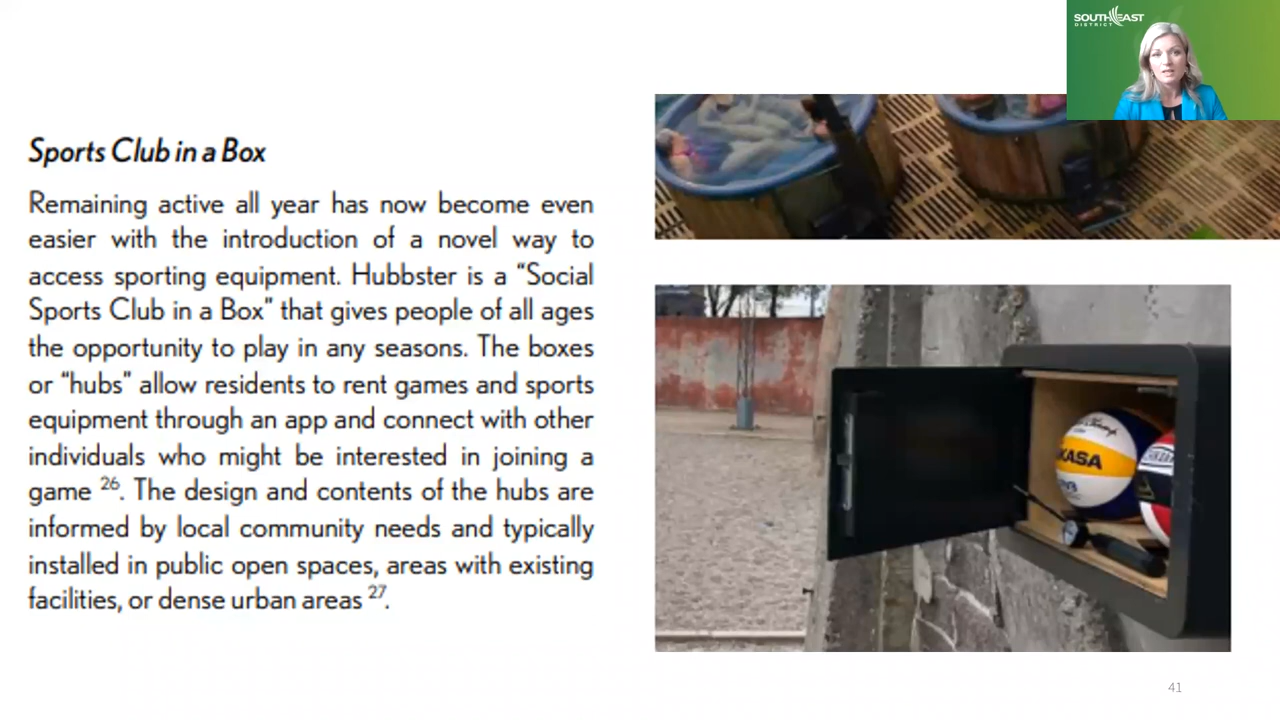 SOUTHEAST
DISTRICT
Sports Club in a Box
Remaining active all year has now become even
easier with the introduction of a novel way to
access sporting equipment. Hubbster is a “Social
Sports Club in a Box” that gives people of all ages
the opportunity to play in any seasons. The boxes
or “hubs” allow residents to rent games and sports
equipment through an app and connect with other
individuals who might be interested in joining a
game 26. The design and contents of the hubs are
informed by local community needs and typically
installed in public open spaces, areas with existing
facilities, or dense urban areas 27.
KASA
41